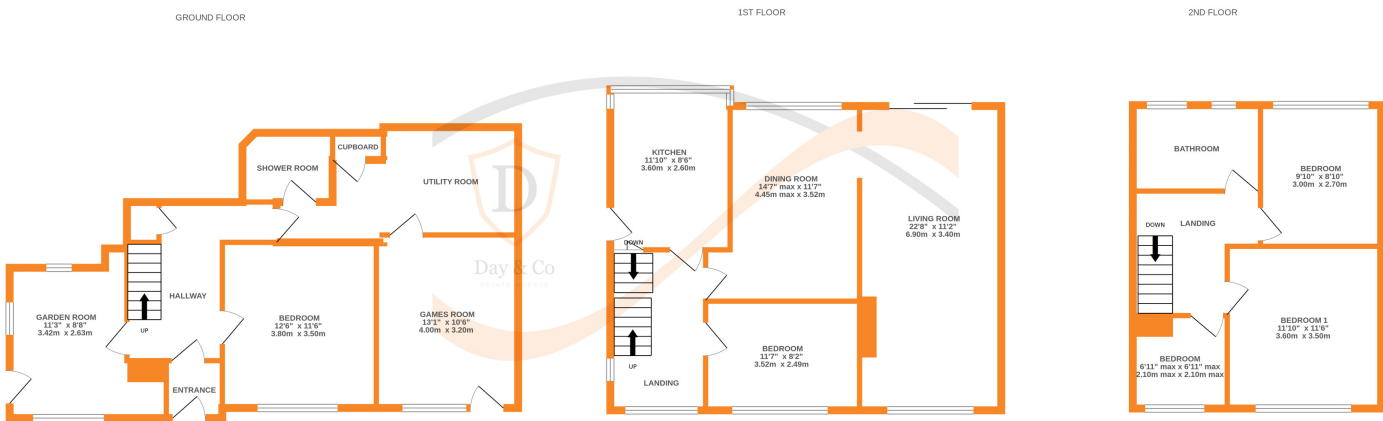 GROUND FLOOR
1ST FLOOR
2ND FLOOR
SHOWER ROOM
CUPBOARD
UTILITY ROOM
HALLWAY
UP
GARDEN ROOM
11'3" x 8'8"
3.42m x 2.63m
BEDROOM
12'6" x 11'6"
3.80m x 3.50m
GAMES ROOM
13'1" x 10'6"
4.00m x 3.20m
ENTRANCE
D
Day & Co
KITCHEN
11'10" x 8'6"
3.60m x 2.60m
DINING ROOM
14'7" max x 11'7"
4.45m max x 3.52m
LIVING ROOM
22'8" x 11'2"
6.90m x 3.40m
DOWN
UP
LANDING
BEDROOM
11'7" x 8'2"
3.52m x 2.49m
BATHROOM
BEDROOM
9'10" x 8'10"
3.00m x 2.70m
LANDING
DOWN
BEDROOM 1
11'10" x 11'6"
3.60m x 3.50m
BEDROOM
6'11" max x 6'11" max
2.10m max x 2.10m max